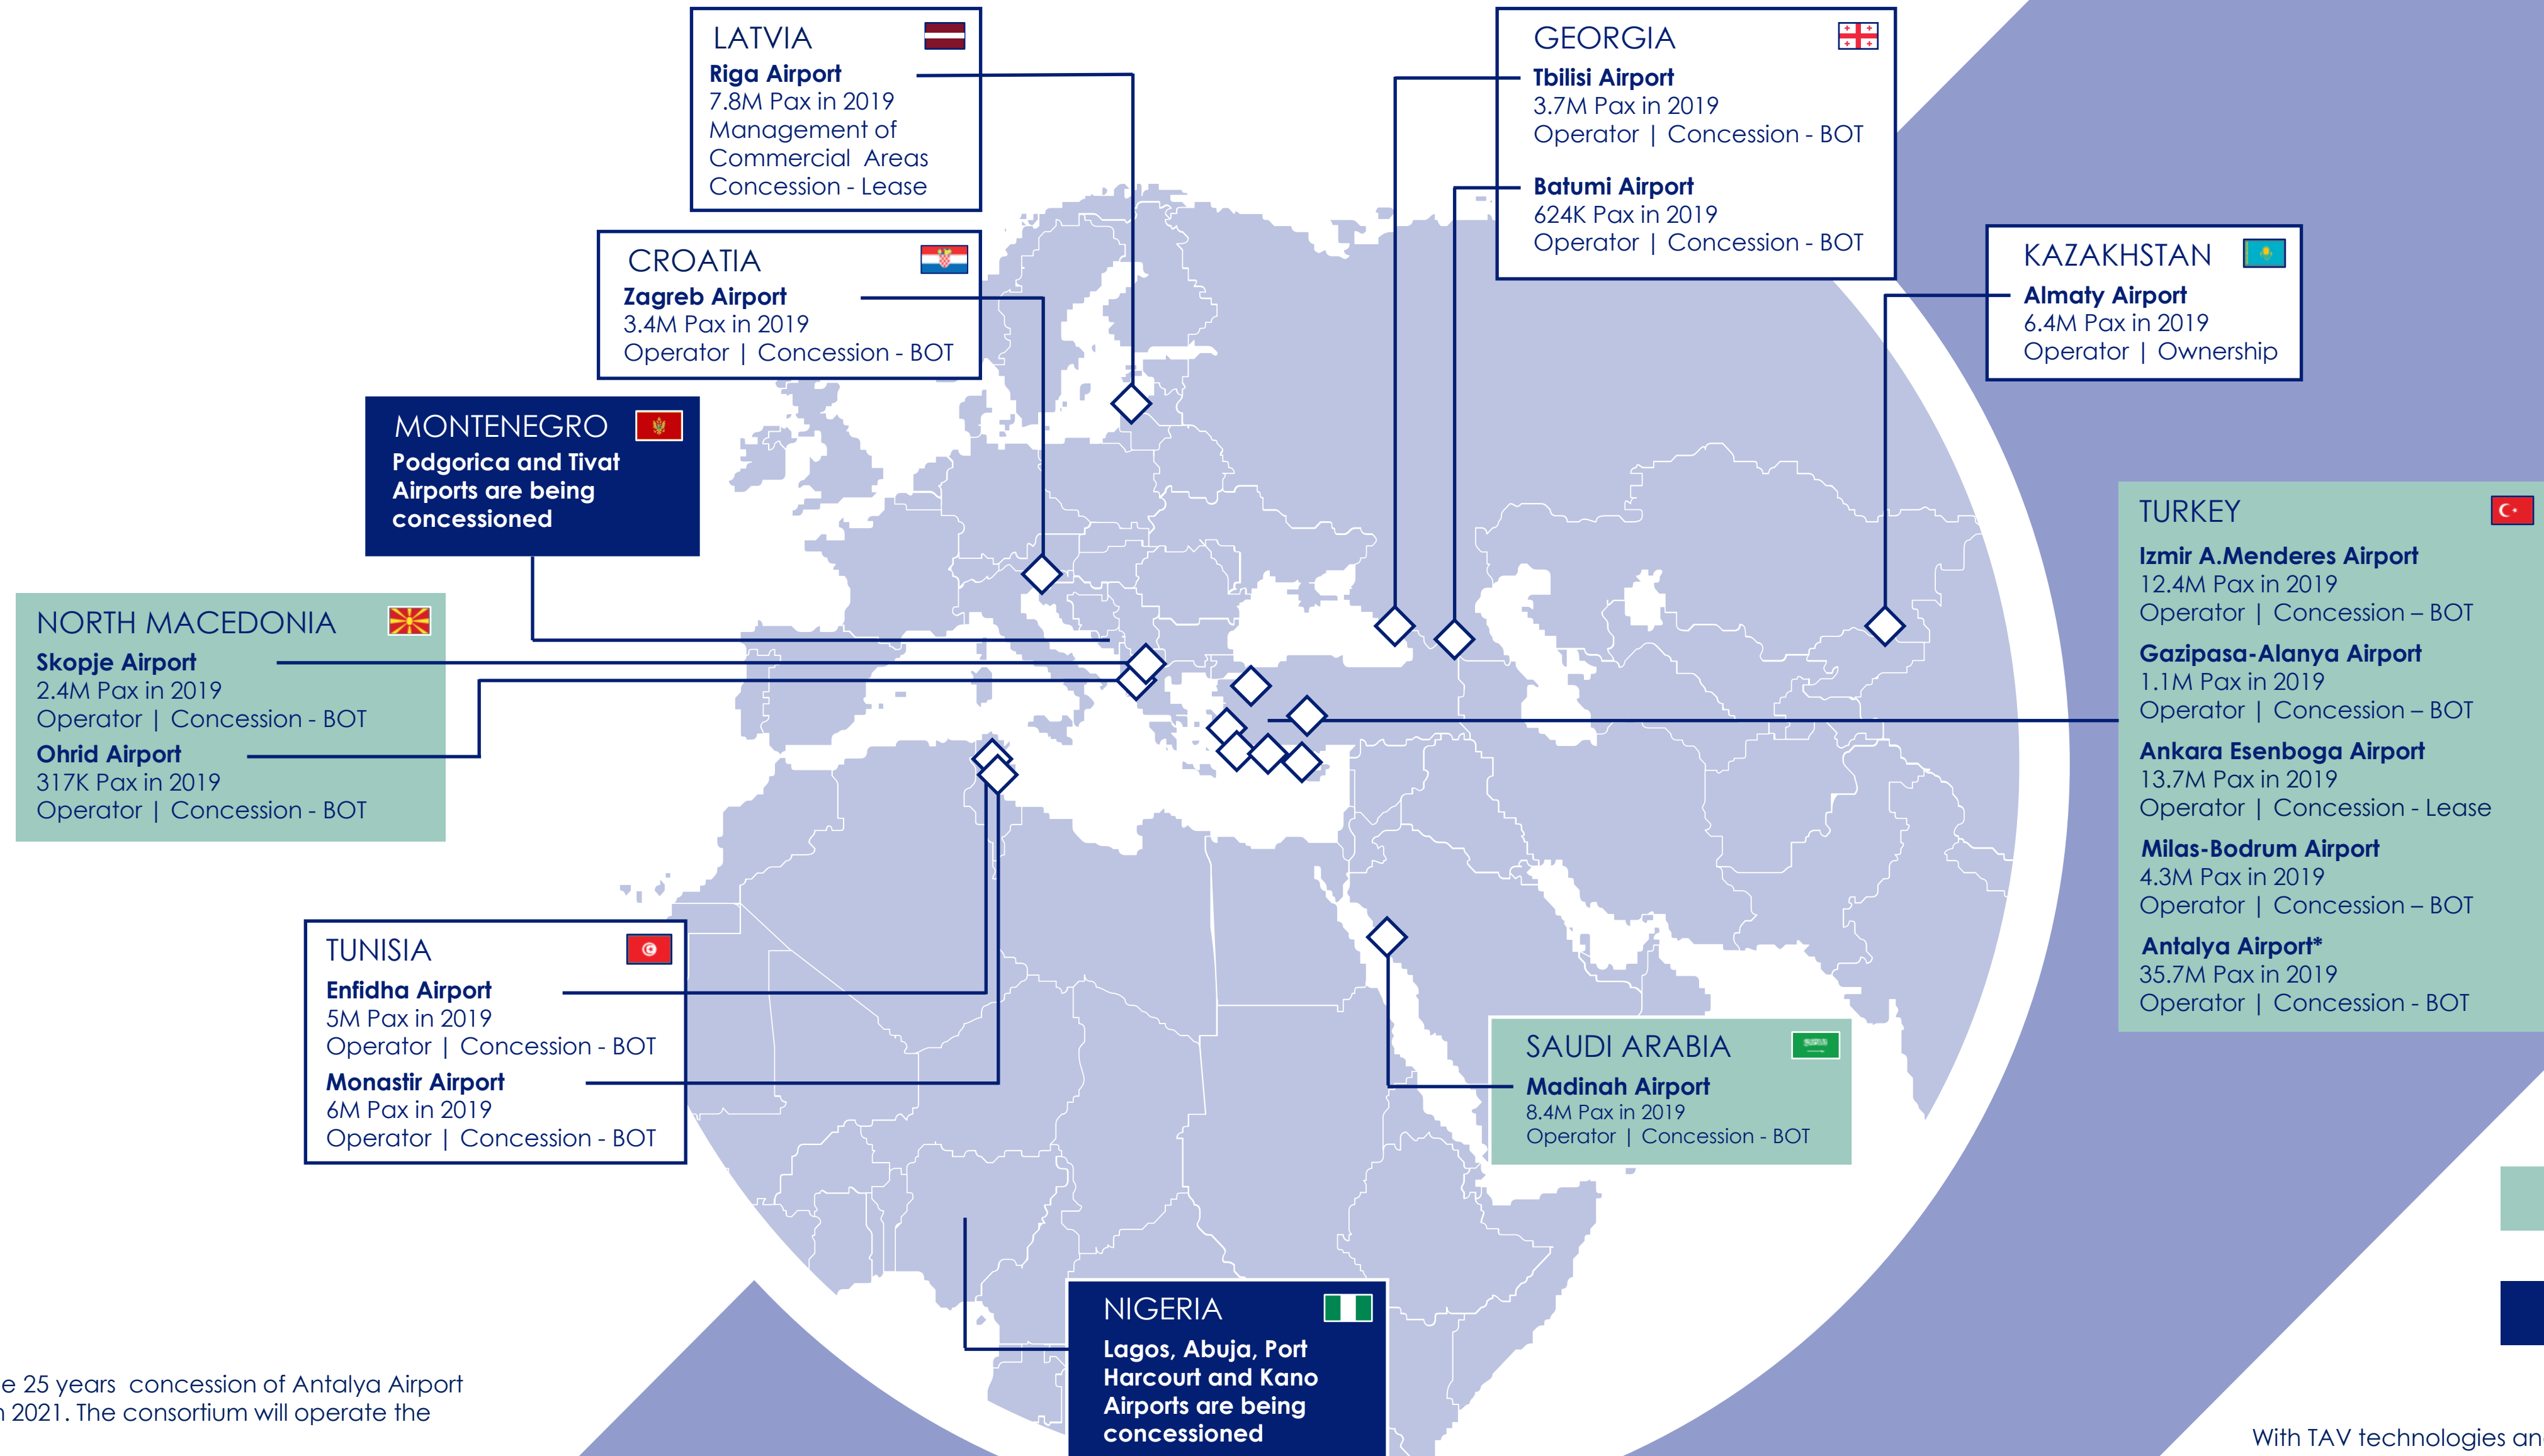 LATVIA
Riga Airport
7.8M Pax in 2019
Management of
Commercial Areas
Concession - Lease
GEORGIA
Tbilisi Airport
3.7M Pax in 2019
Operator | Concession - BOT
Batumi Airport
624K Pax in 2019
Operator | Concession - BOT
CROATIA
Zagreb Airport
3.4M Pax in 2019
Operator | Concession - BOT
KAZAKHSTAN
Almaty Airport
6.4M Pax in 2019
Operator | Ownership
MONTENEGRO
Podgorica and Tivat
Airports are being
concessioned
TURKEY
Izmir A.Menderes Airport
12.4M Pax in 2019
Operator | Concession – BOT
Gazipasa-Alanya Airport
1.1M Pax in 2019
Operator | Concession – BOT
Ankara Esenboga Airport
13.7M Pax in 2019
Operator | Concession - Lease
Milas-Bodrum Airport
4.3M Pax in 2019
Operator | Concession – BOT
Antalya Airport*
35.7M Pax in 2019
Operator | Concession - BOT
NORTH MACEDONIA
Skopje Airport
2.4M Pax in 2019
Operator | Concession - BOT
Ohrid Airport
317K Pax in 2019
Operator | Concession - BOT
TUNISIA
Enfidha Airport
5M Pax in 2019
Operator | Concession - BOT
Monastir Airport
6M Pax in 2019
Operator | Concession - BOT
SAUDI ARABIA
Madinah Airport
8.4M Pax in 2019
Operator | Concession - BOT
NIGERIA
Lagos, Abuja, Port
Harcourt and Kano
Airports are being
concessioned
e 25 years concession of Antalya Airport
n 2021. The consortium will operate the
With TAV technologies an